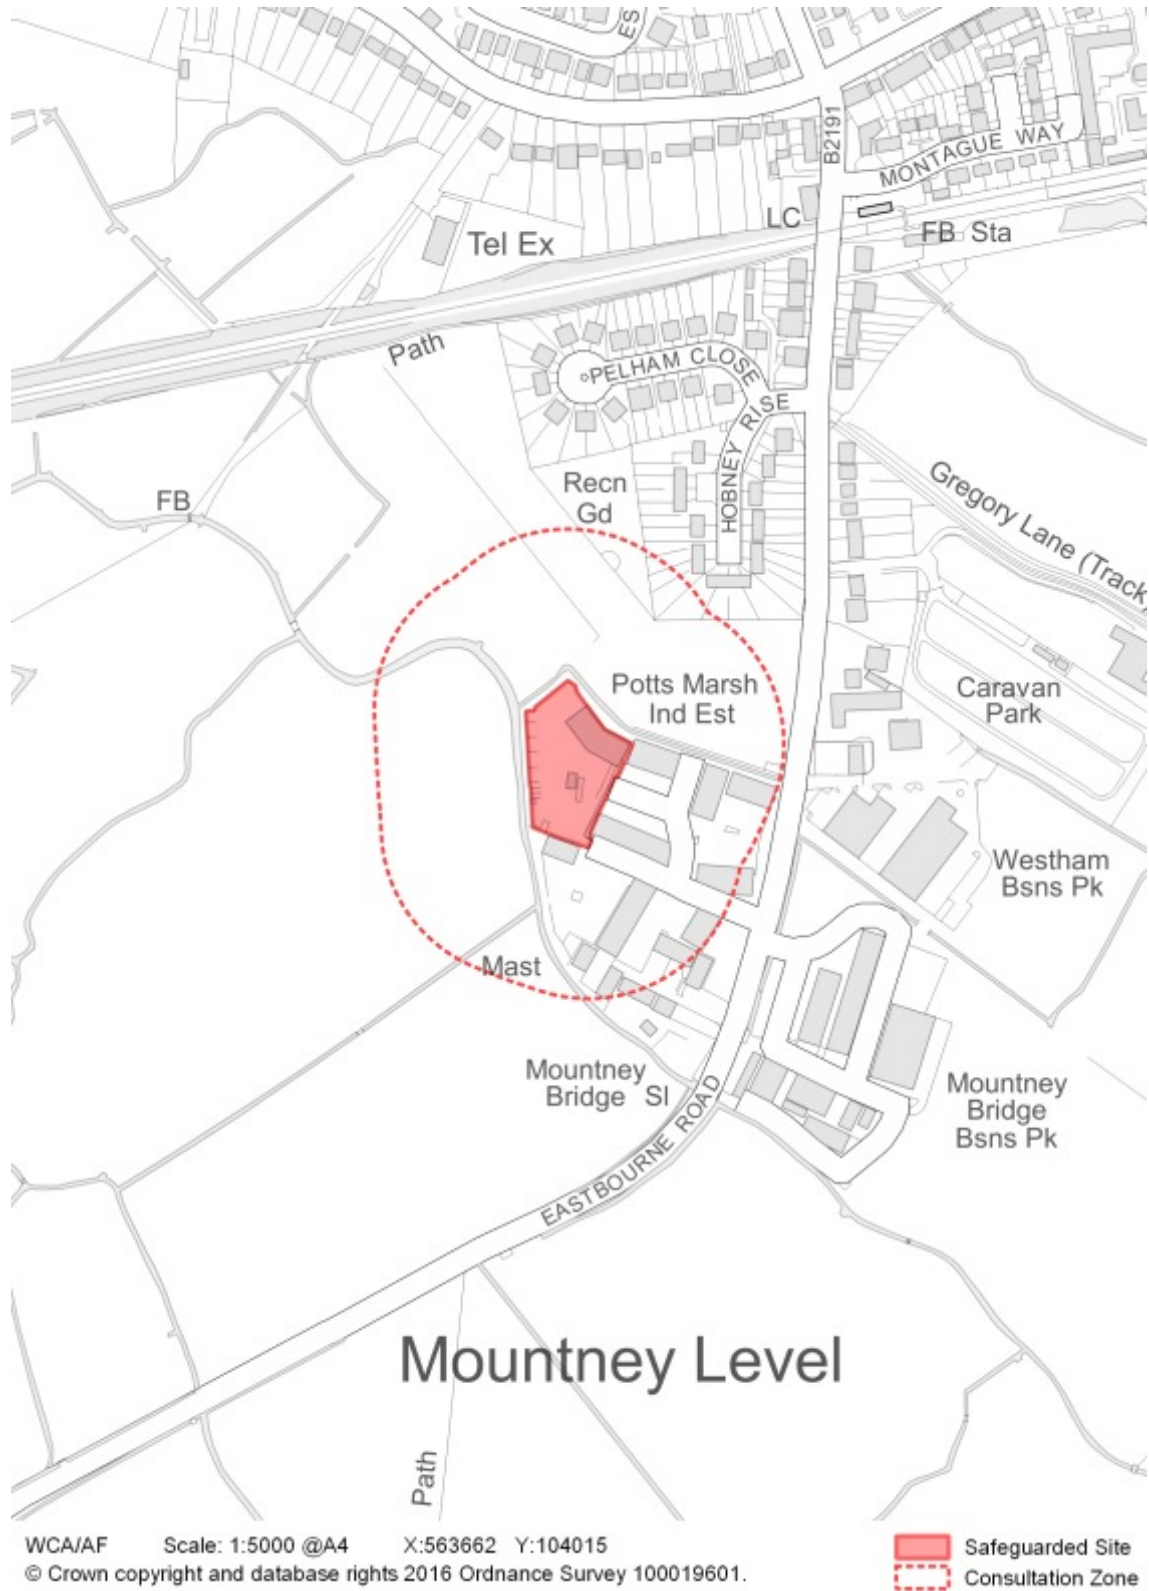 ES
B2191
MONTAGUE WAY
LC
FB Sta
Tel Ex
Path
PELHAM CLOSE
HOBNEY RISE
Recn
Gd
FB
Gregory Lane (Track)
Potts Marsh
Ind Est
Caravan
Park
Westham
Bsns Pk
Mast
Mountney
Bridge Sl
Mountney
Bridge
Bsns Pk
EASTBOURNE ROAD
Mountney Level
Path
WCA/AF Scale: 1:5000 @A4 X:563662 Y:104015
© Crown copyright and database rights 2016 Ordnance Survey 100019601.
Safeguarded Site
Consultation Zone